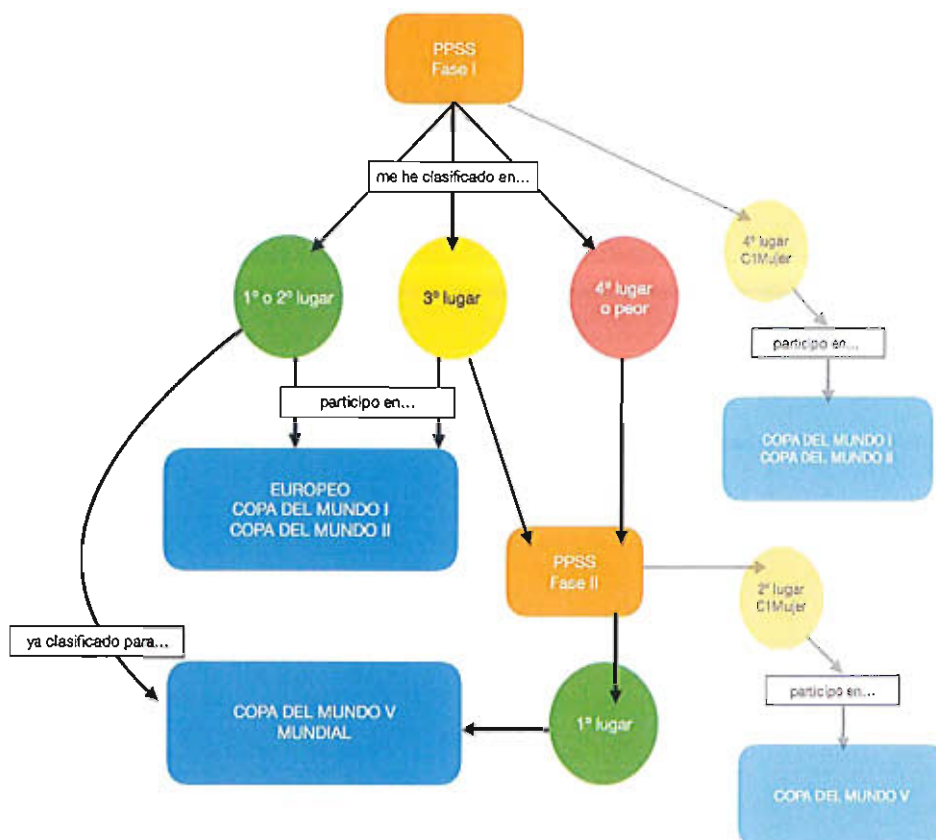 PPSS
Fase I
me he clasificado en...
1º o 2º lugar
3º lugar
4º lugar
o peor
4º lugar
C1Mujer
participo en...
participo en...
EUROPEO
COPA DEL MUNDO I
COPA DEL MUNDO II
COPA DEL MUNDO I
COPA DEL MUNDO II
PPSS
Fase II
2º lugar
C1Mujer
ya clasificado para...
participo en...
COPA DEL MUNDO V
MUNDIAL
1º lugar
COPA DEL MUNDO V